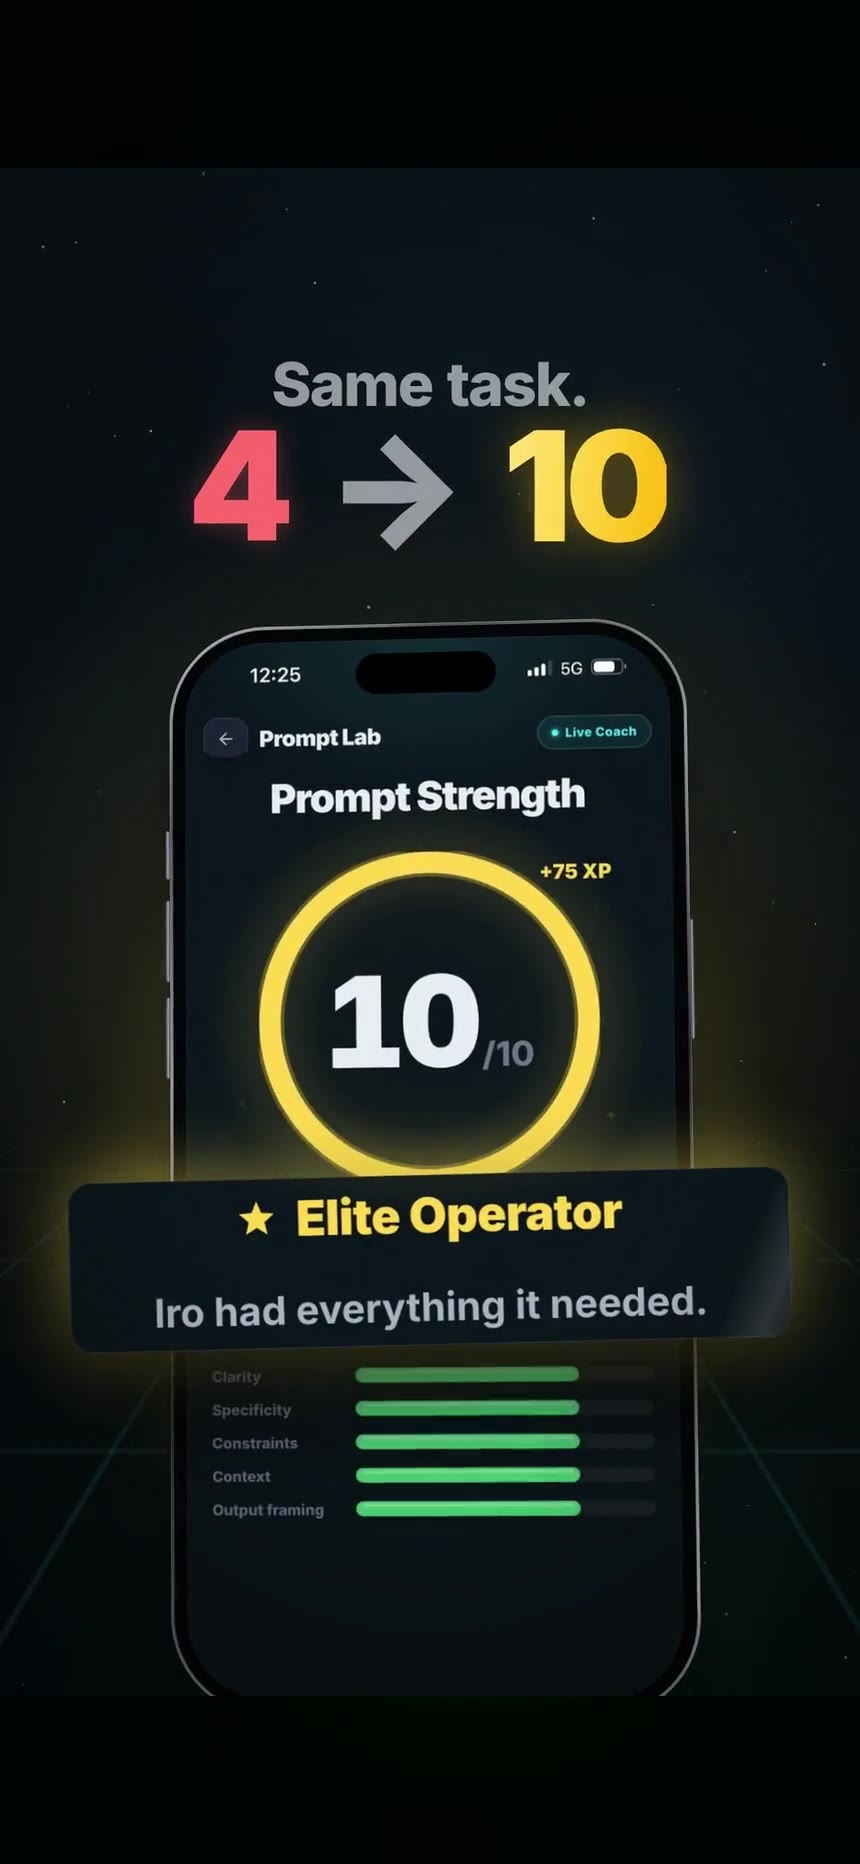 Same task.
4 → 10
12:25
5G
Prompt Lab
Live Coach
Prompt Strength
+75 XP
10/10
★ Elite Operator
Iro had everything it needed.
Clarity
Specificity
Constraints
Context
Output framing